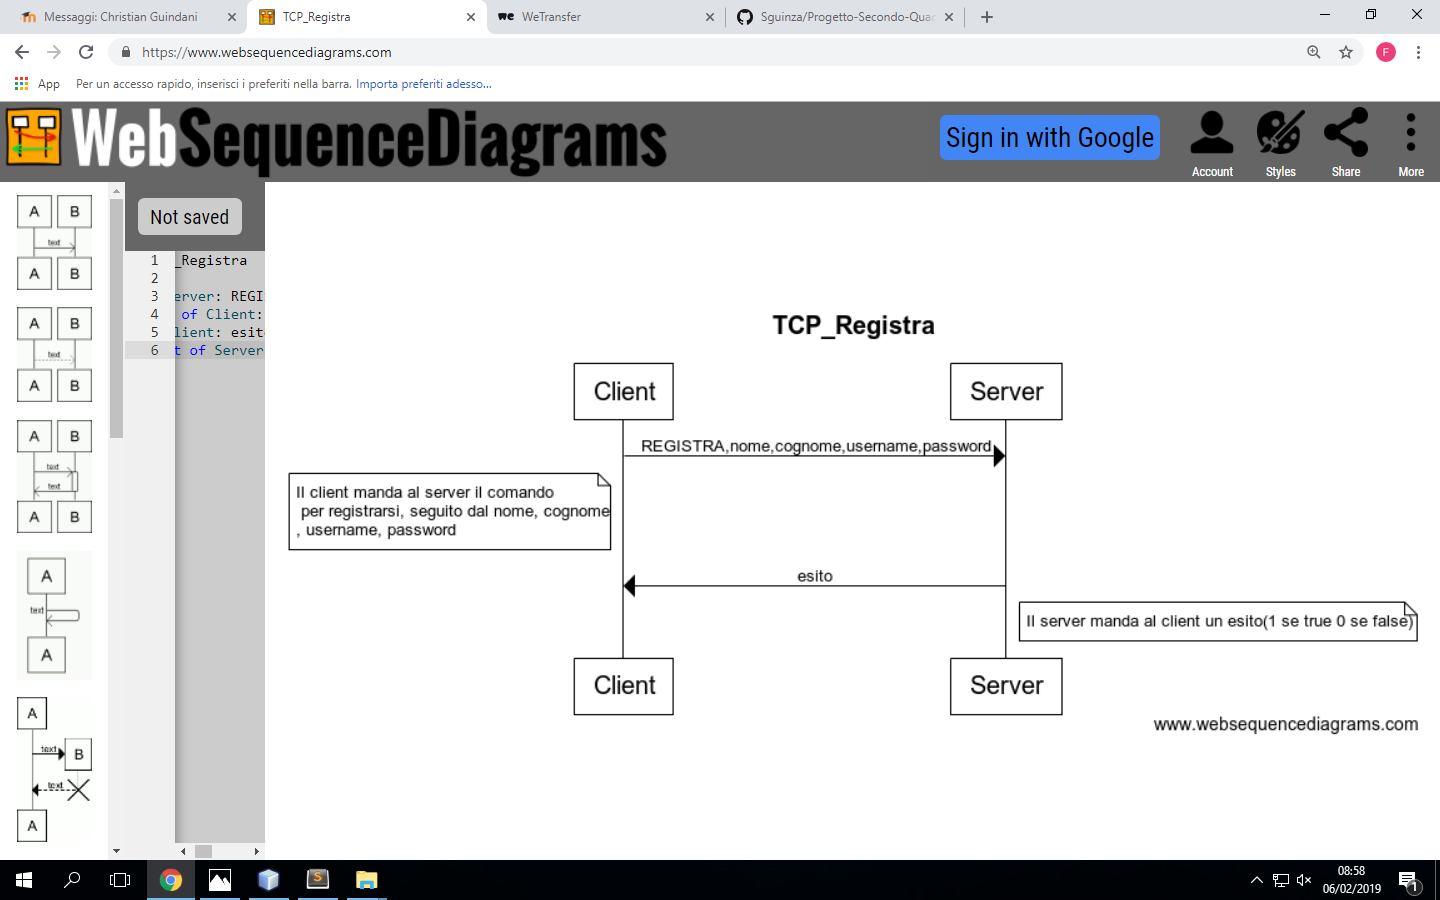 Messaggi: Christian Guindani
TCP_Registra
WeTransfer
Sguinza/Progetto-Secondo-Qua
https://www.websequencediagrams.com
F
App
Per un accesso rapido, inserisci i preferiti nella barra. Importa preferiti adesso...
WebSequenceDiagrams
Sign in with Google
Account
Styles
Share
More
Not saved
A B
text
A B
A B
text
A B
A B
text
text
A B
A
text
A
A
text
B
text
A
1 _Registra
2
3 erver: REGI
4 of Client:
5 lient: esit
6 t of Server
TCP_Registra
Client
Server
REGISTRA,nome,cognome,username,password
Il client manda al server il comando
per registrarsi, seguito dal nome, cognome
, username, password
esito
Il server manda al client un esito(1 se true 0 se false)
Client
Server
www.websequencediagrams.com
08:58
06/02/2019
1